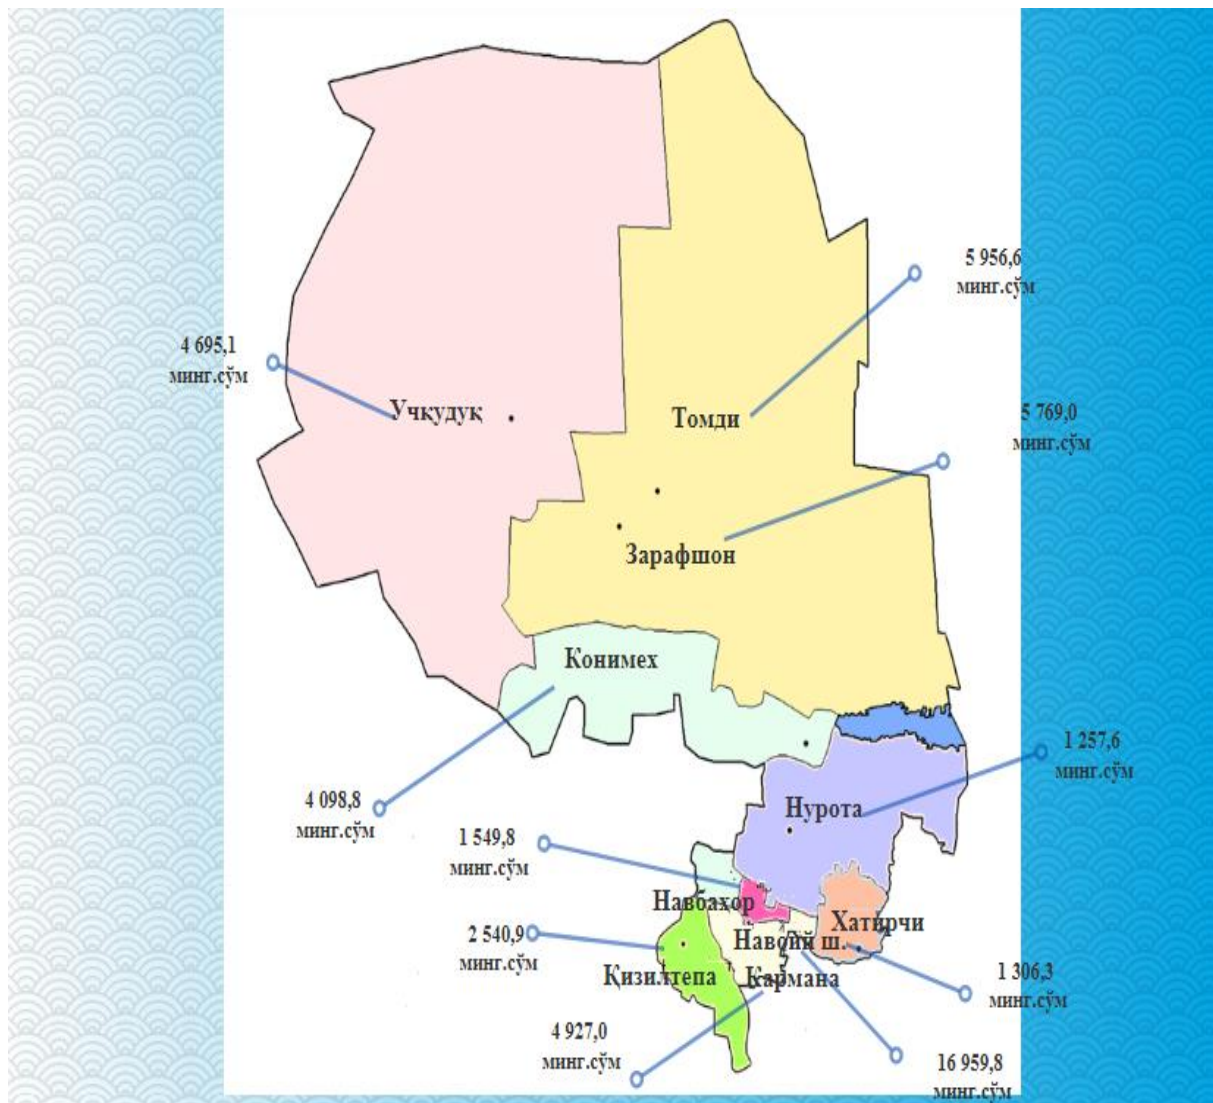 5 956,6
минг.сўм
4 695,1
минг.сўм
Учқудуқ
Томди
5 769,0
минг.сўм
Зарафшон
Конимех
1 257,6
минг.сўм
4 098,8
минг.сўм
Нурота
1 549,8
минг.сўм
Навбахор
Хатирчи
2 540,9
минг.сўм
Навоий ш.
Қизилтепа
Кармана
1 306,3
минг.сўм
4 927,0
минг.сўм
16 959,8
минг.сўм